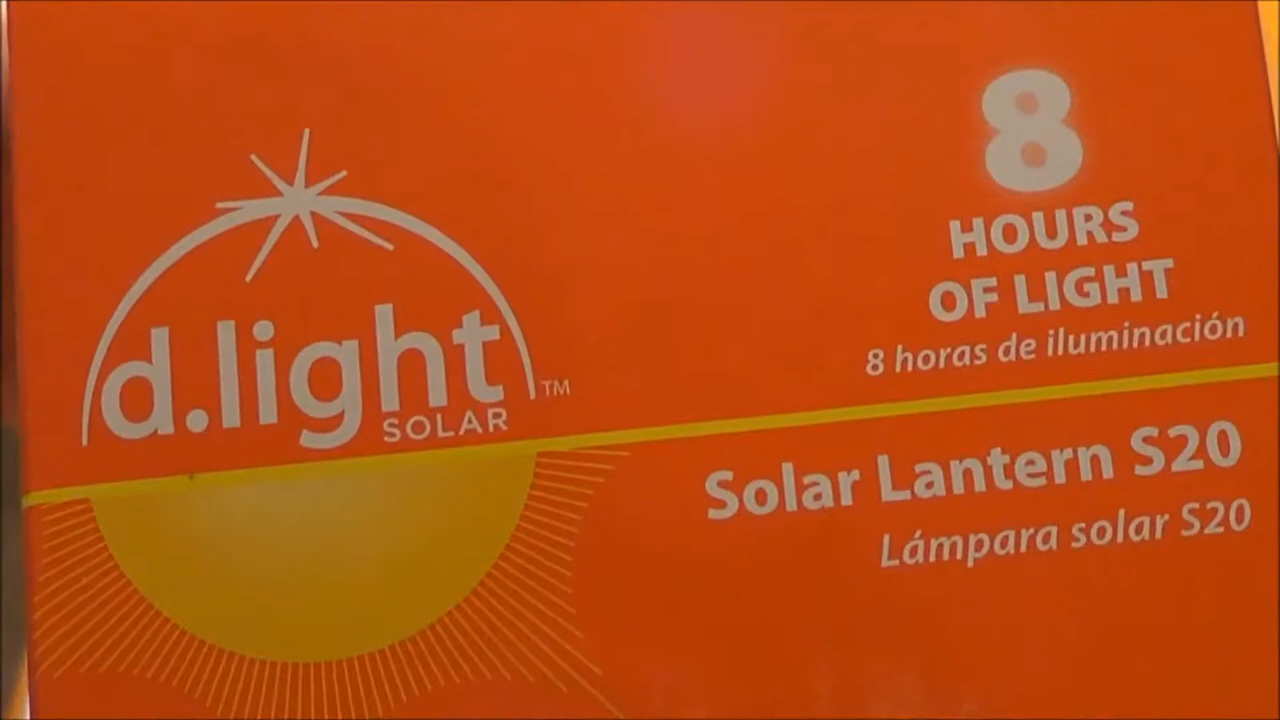 d.light
SOLAR
TM
8
HOURS
OF LIGHT
8 horas de iluminación
Solar Lantern S20
Lámpara solar S20